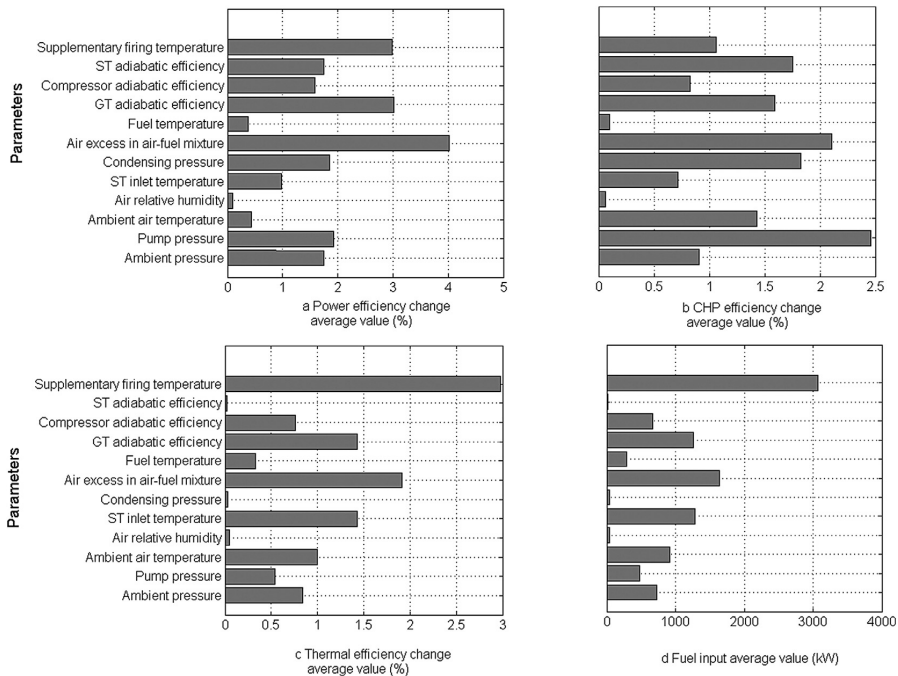 Parameters
Supplementary firing temperature
ST adiabatic efficiency
Compressor adiabatic efficiency
GT adiabatic efficiency
Fuel temperature
Air excess in air-fuel mixture
Condensing pressure
ST inlet temperature
Air relative humidity
Ambient air temperature
Pump pressure
Ambient pressure
0 1 2 3 4 5
a Power efficiency change
average value (%)
0 0.5 1 1.5 2 2.5
b CHP efficiency change
average value (%)
Parameters
Supplementary firing temperature
ST adiabatic efficiency
Compressor adiabatic efficiency
GT adiabatic efficiency
Fuel temperature
Air excess in air-fuel mixture
Condensing pressure
ST inlet temperature
Air relative humidity
Ambient air temperature
Pump pressure
Ambient pressure
0 0.5 1 1.5 2 2.5 3
c Thermal efficiency change
average value (%)
0 1000 2000 3000 4000
d Fuel input average value (kW)